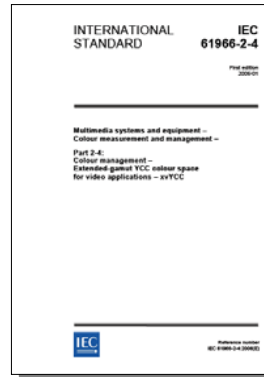 INTERNATIONAL
STANDARD
IEC
61966-2-4
First edition
2006-01
Multimedia systems and equipment –
Colour measurement and management –
Part 2-4:
Colour management –
Extended-gamut YCC colour space
for video applications – xvYCC
IEC
Reference number
IEC 61966-2-4:2006(E)